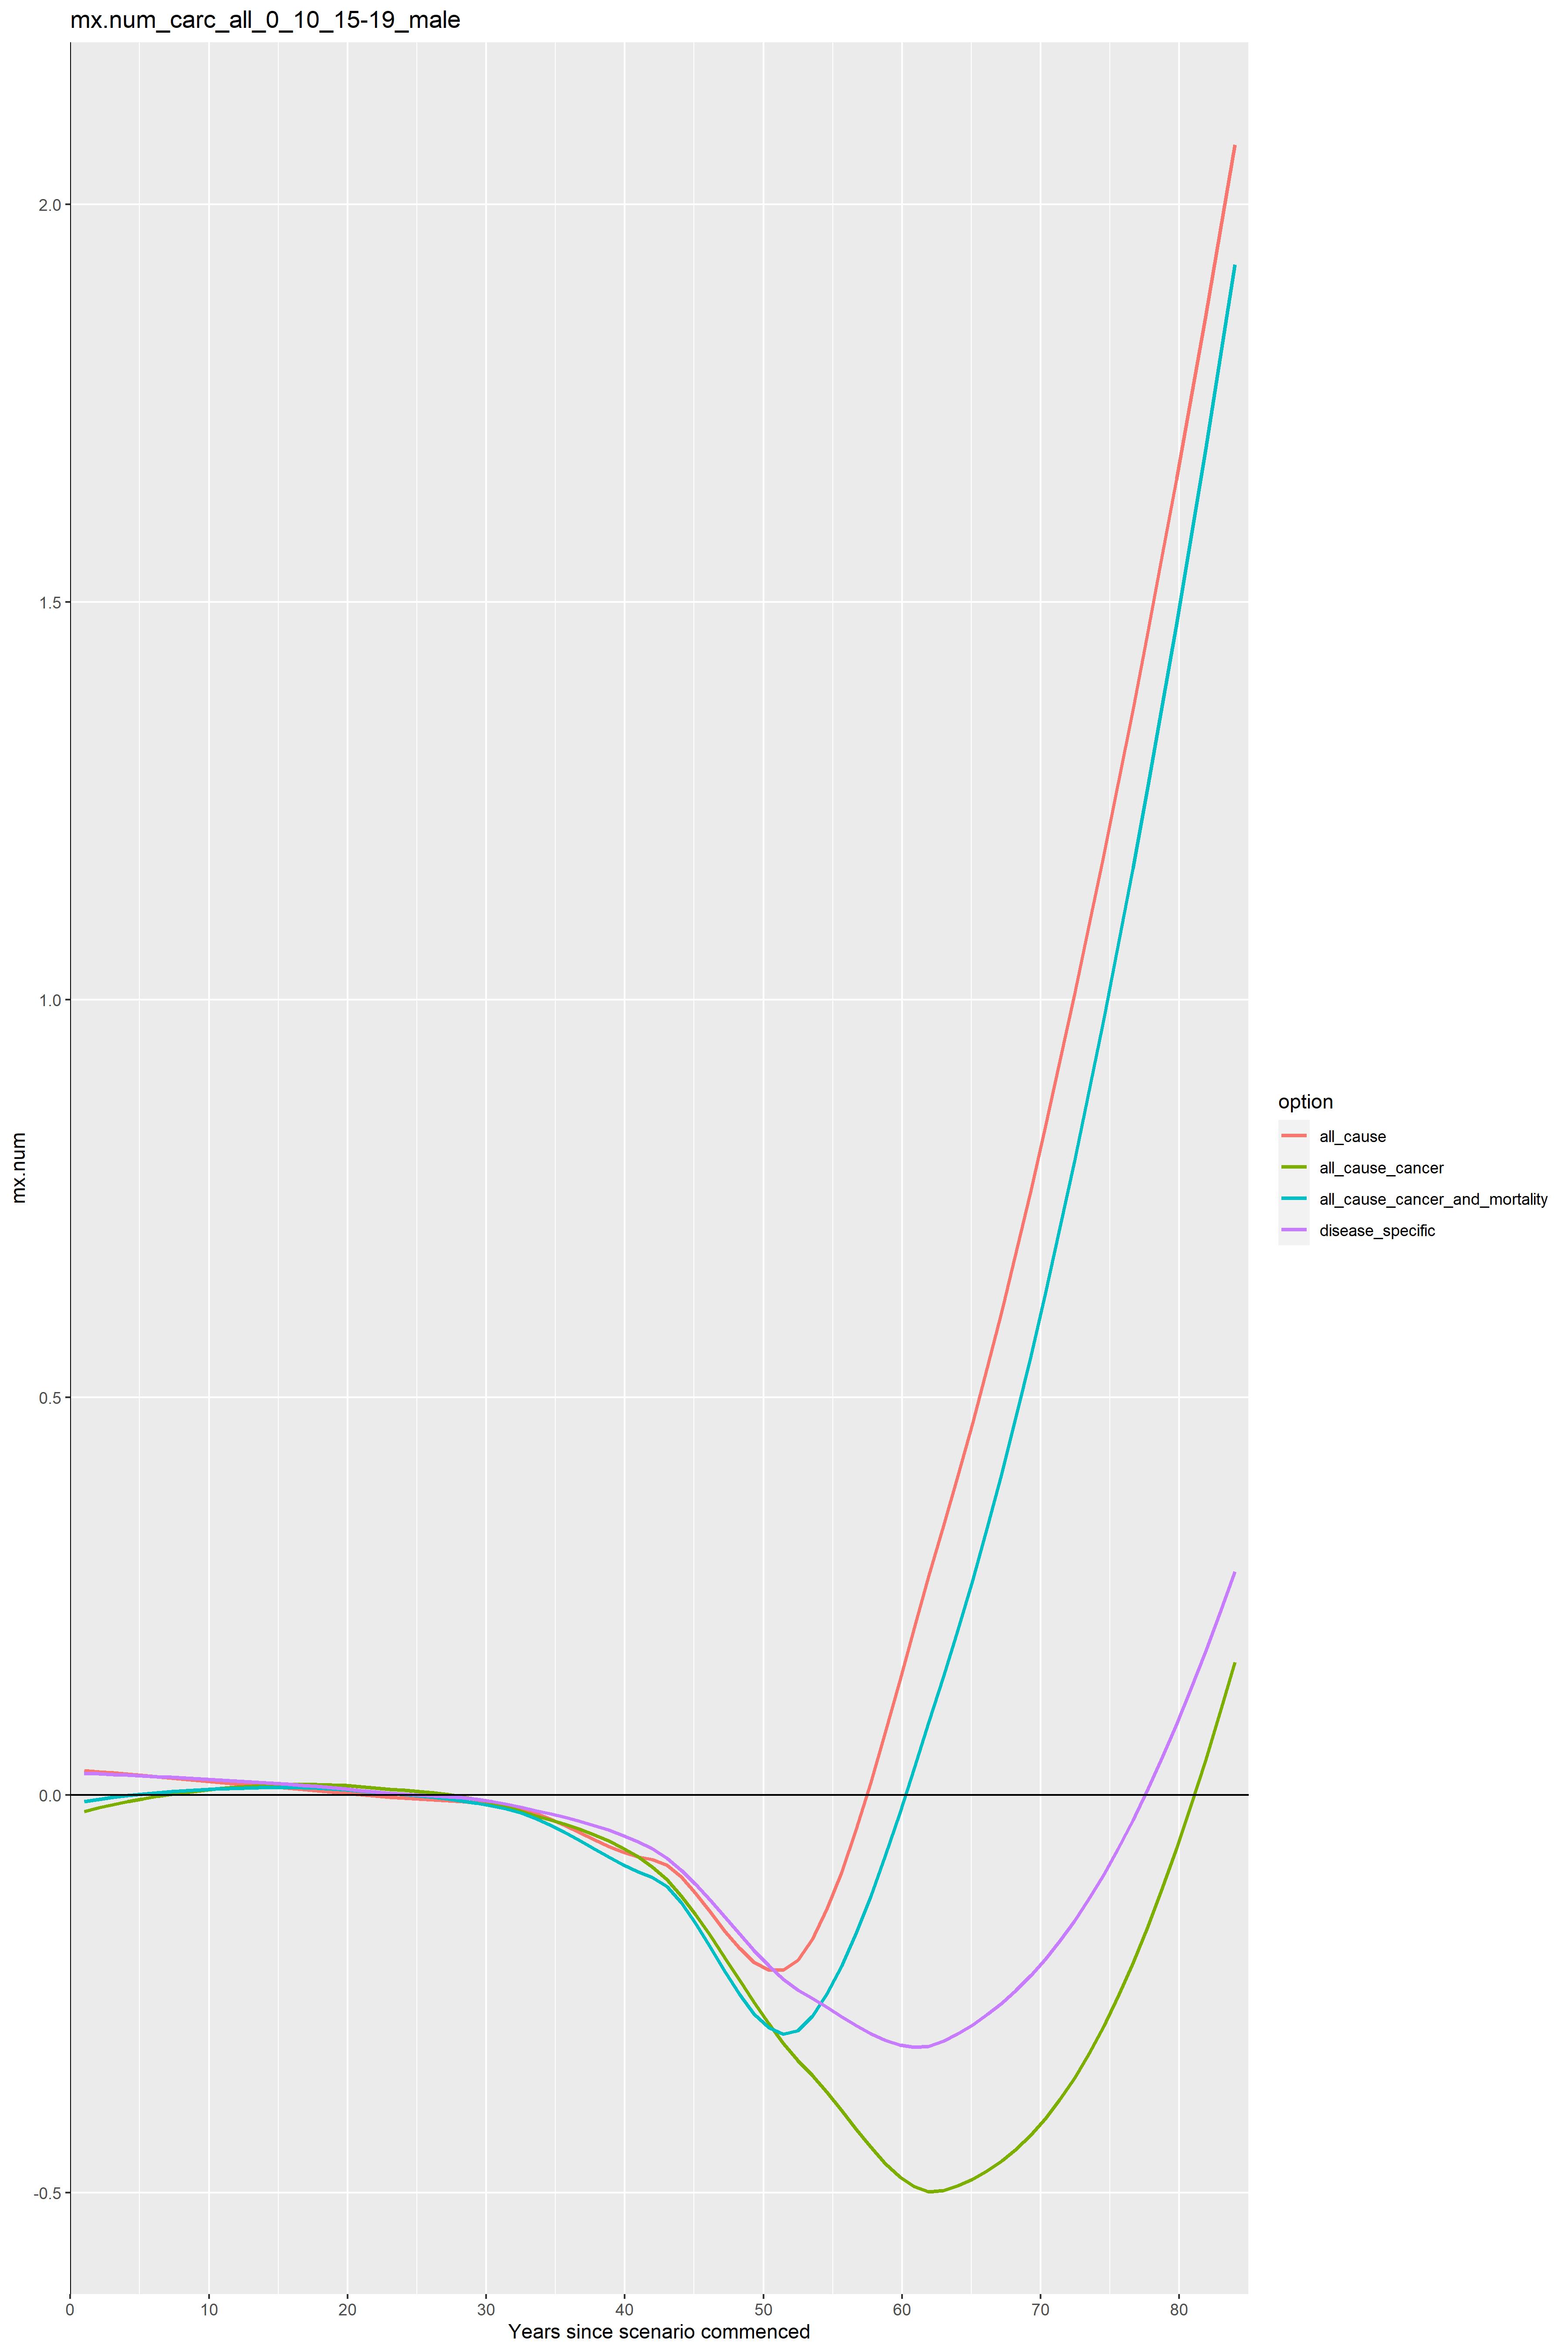 mx.num_carc_all_0_10_15-19_male
2.0
1.5
1.0
0.5
0.0
-0.5
mx.num
0 10 20 30 40 50 60 70 80
Years since scenario commenced
option
all_cause
all_cause_cancer
all_cause_cancer_and_mortality
disease_specific